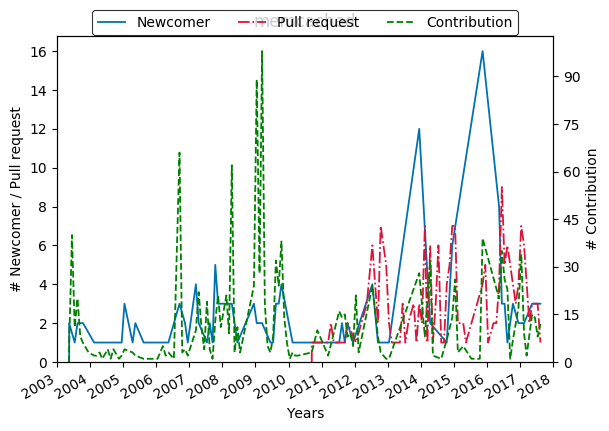 memcached
Newcomer Pull request Contribution
16
14
12
10
8
6
4
2
0
90
75
60
45
30
15
0
# Newcomer / Pull request
# Contribution
2003 2004 2005 2006 2007 2008 2009 2010 2011 2012 2013 2014 2015 2016 2017 2018
Years